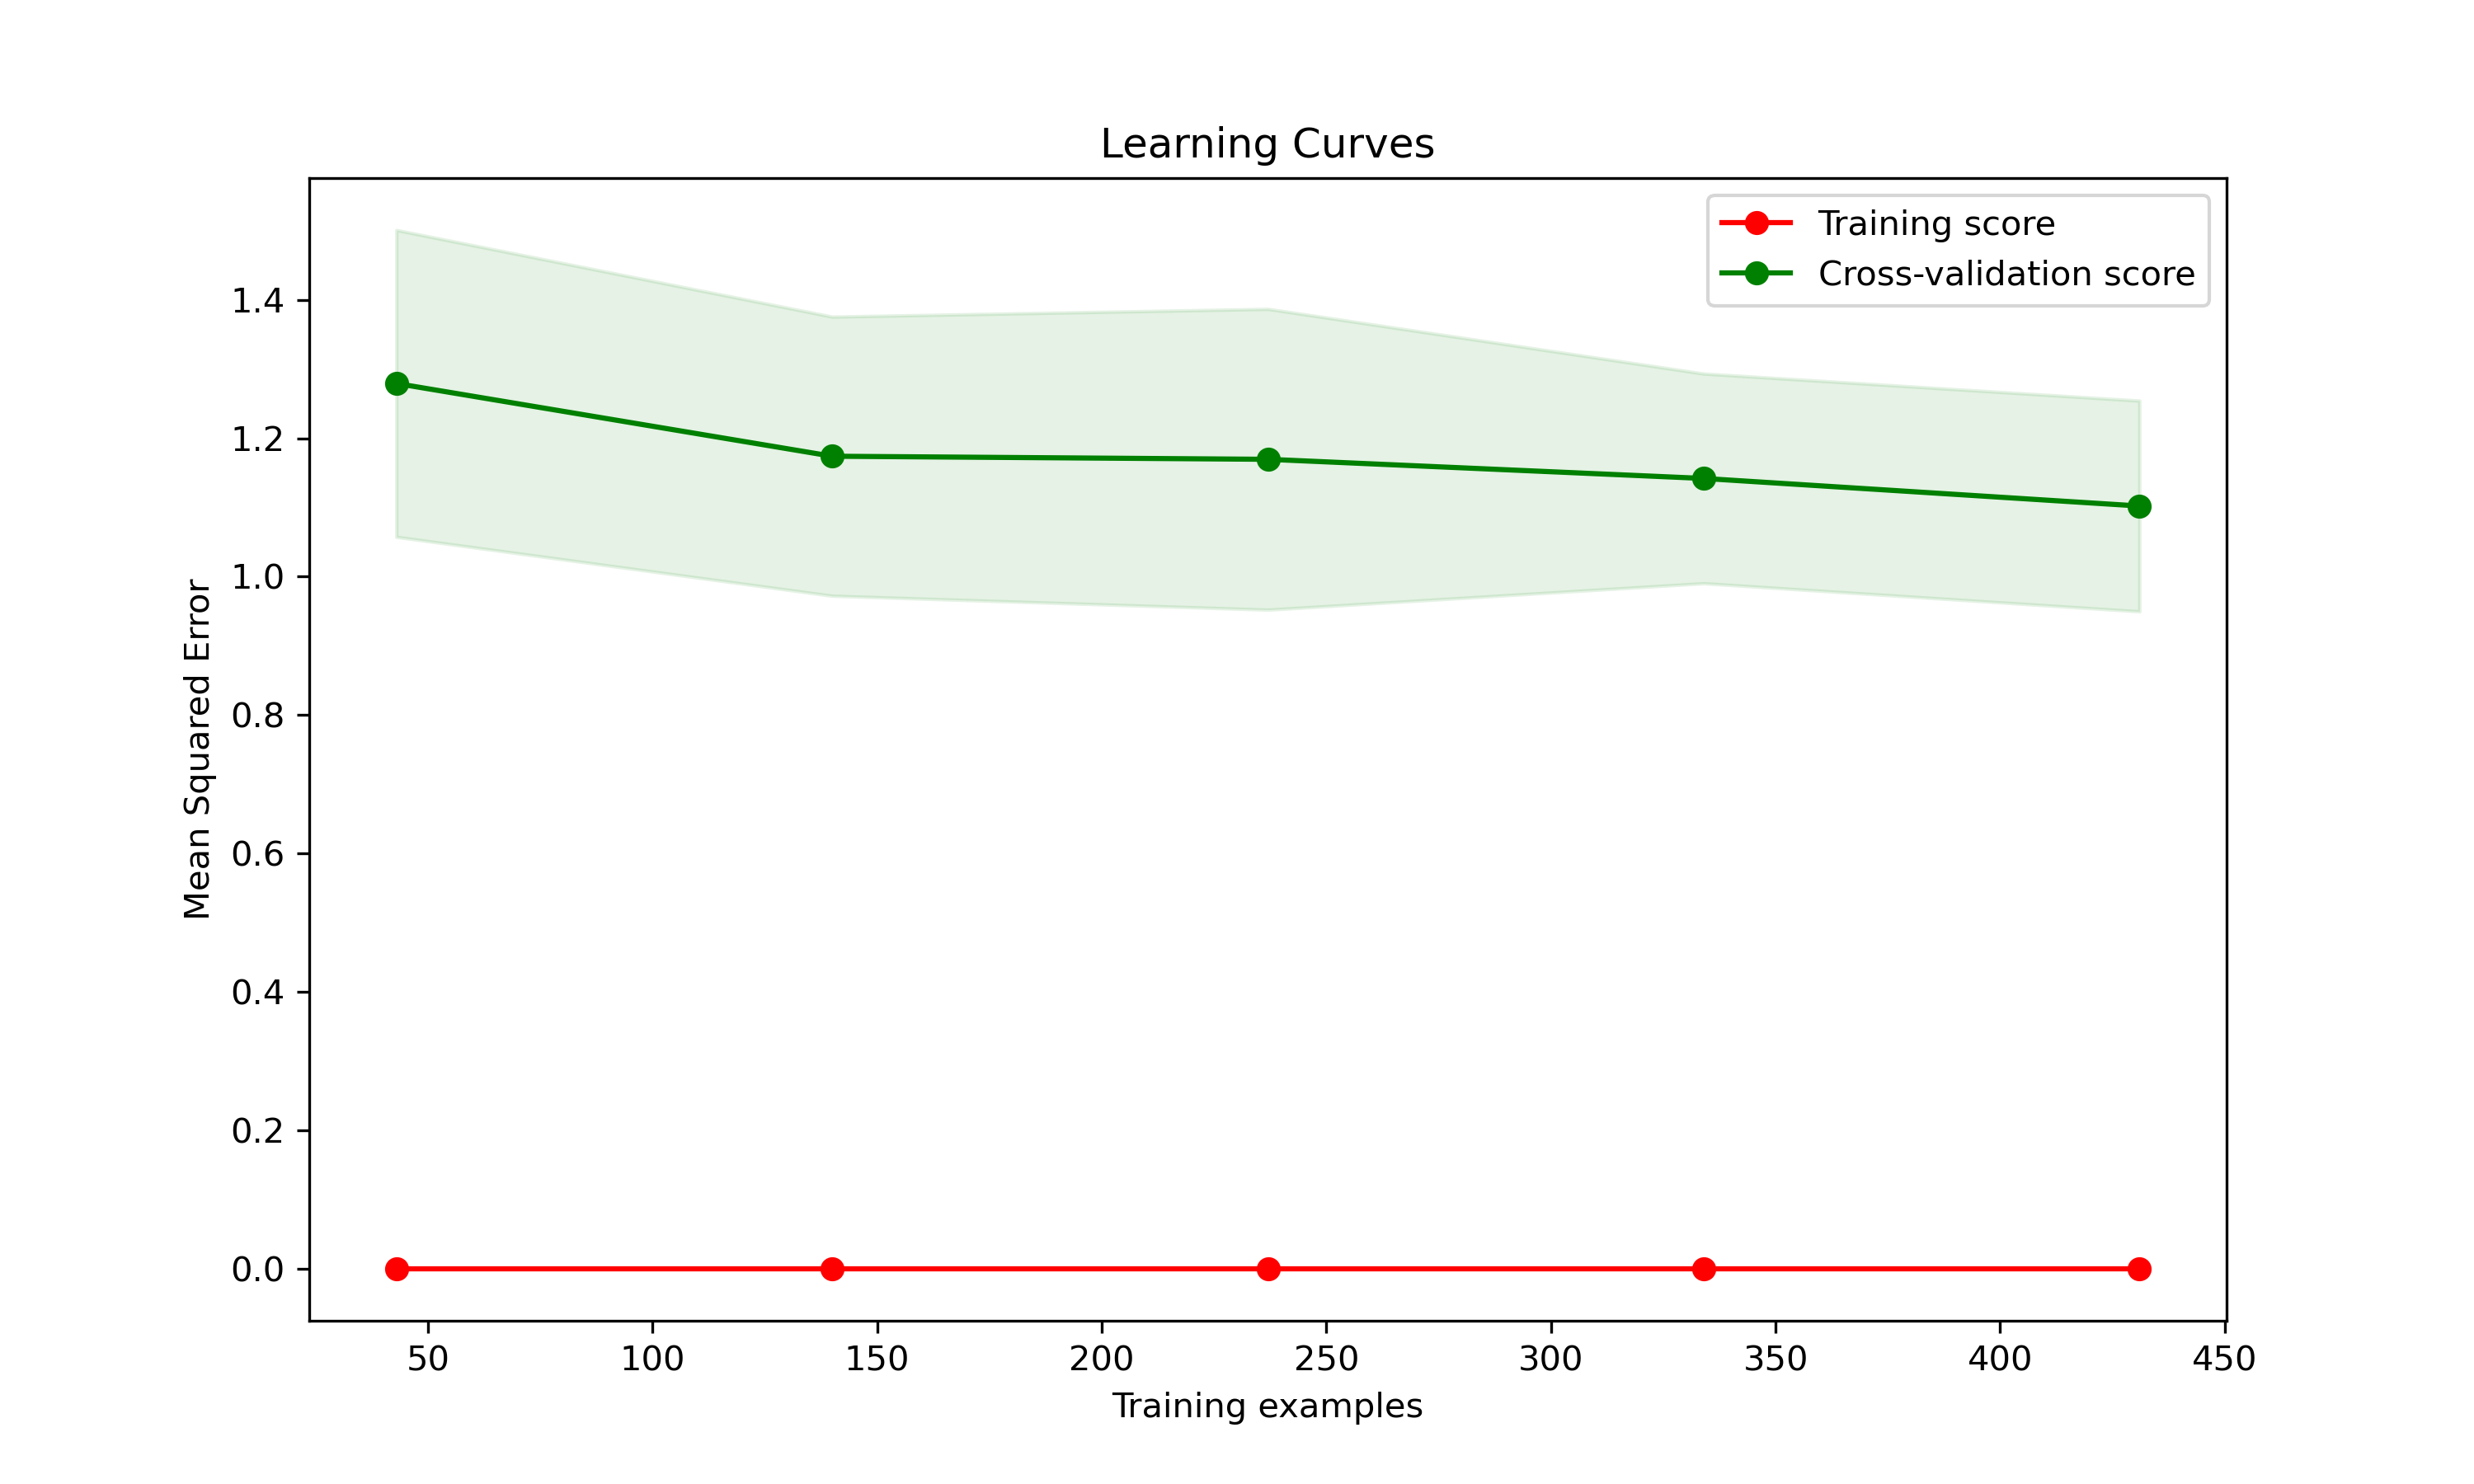 Learning Curves
Training score
Cross-validation score
1.4
1.2
1.0
0.8
0.6
0.4
0.2
0.0
Mean Squared Error
50 100 150 200 250 300 350 400 450
Training examples